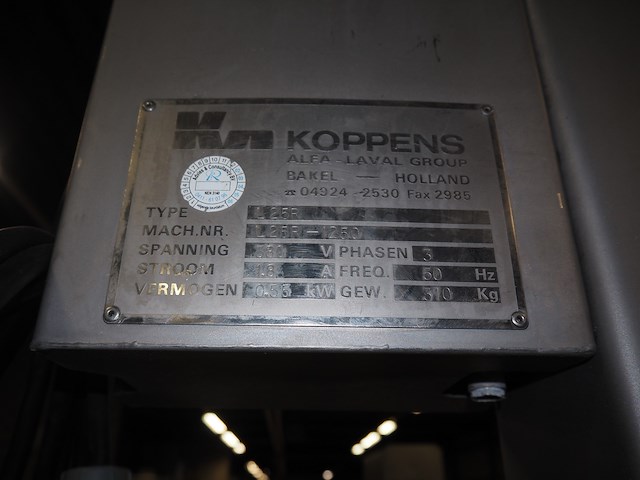 KOPPENS
ALFA-LAVAL GROUP
BAKEL — HOLLAND
☎ 04924 -2530 Fax 2985
TYPE
MACH.NR.
SPANNING V PHASEN 3
STROOM A FREQ. 50 Hz
VERMOGEN kW GEW. 310 Kg